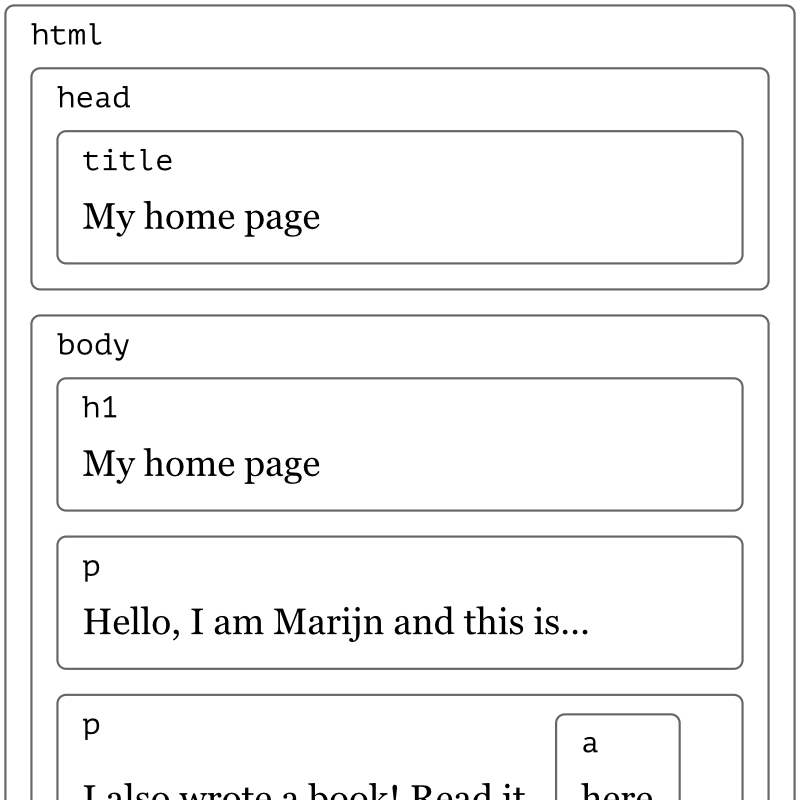 html
head
title
My home page
body
h1
My home page
p
Hello, I am Marijn and this is...
p
a
I also wrote a book! Read it here